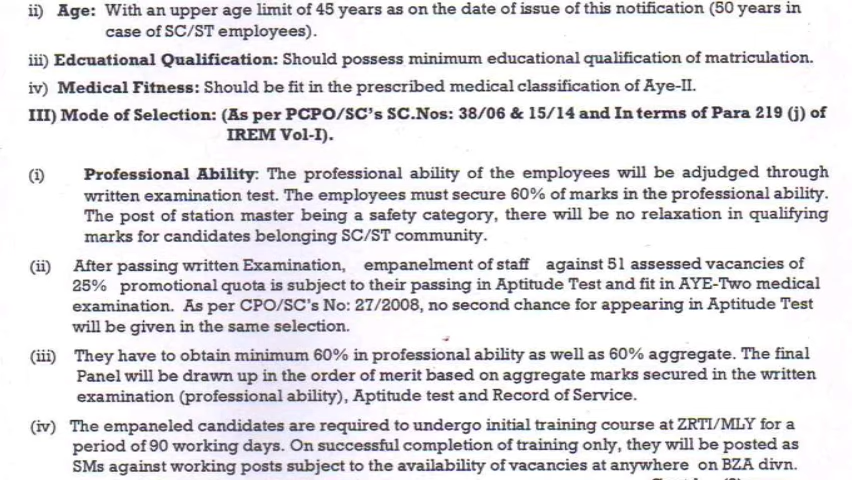 ii) Age: With an upper age limit of 45 years as on the date of issue of this notification (50 years in
case of SC/ST employees).
iii) Edcuational Qualification: Should possess minimum educational qualification of matriculation.
iv) Medical Fitness: Should be fit in the prescribed medical classification of Aye-II.
III) Mode of Selection: (As per PCPO/SC's SC.Nos: 38/06 & 15/14 and In terms of Para 219 (j) of
IREM Vol-I).
(i) Professional Ability: The professional ability of the employees will be adjudged through
written examination test. The employees must secure 60% of marks in the professional ability.
The post of station master being a safety category, there will be no relaxation in qualifying
marks for candidates belonging SC/ST community.
(ii) After passing written Examination, empanelment of staff against 51 assessed vacancies of
25% promotional quota is subject to their passing in Aptitude Test and fit in AYE-Two medical
examination. As per CPO/SC's No: 27/2008, no second chance for appearing in Aptitude Test
will be given in the same selection.
(iii) They have to obtain minimum 60% in professional ability as well as 60% aggregate. The final
Panel will be drawn up in the order of merit based on aggregate marks secured in the written
examination (professional ability), Aptitude test and Record of Service.
(iv) The empaneled candidates are required to undergo initial training course at ZRTI/MLY for a
period of 90 working days. On successful completion of training only, they will be posted as
SMs against working posts subject to the availability of vacancies at anywhere on BZA divn.